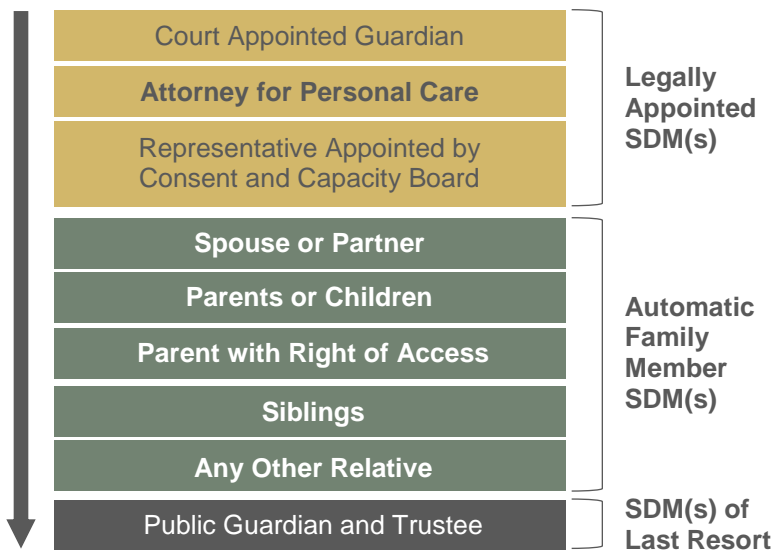 Court Appointed Guardian
Attorney for Personal Care
Representative Appointed by
Consent and Capacity Board
Legally
Appointed
SDM(s)
Spouse or Partner
Parents or Children
Parent with Right of Access
Siblings
Any Other Relative
Automatic
Family
Member
SDM(s)
Public Guardian and Trustee
SDM(s) of
Last Resort